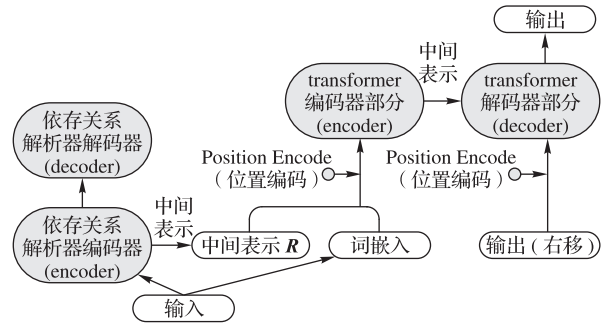 输出
中间
表示
transformer
编码器部分
(encoder)
transformer
解码器部分
(decoder)
依存关系
解析器解码器
(decoder)
Position Encode
(位置编码)
Position Encode
(位置编码)
依存关系
解析器编码器
(encoder)
中间
表示
中间表示 R
词嵌入
输出(右移)
输入